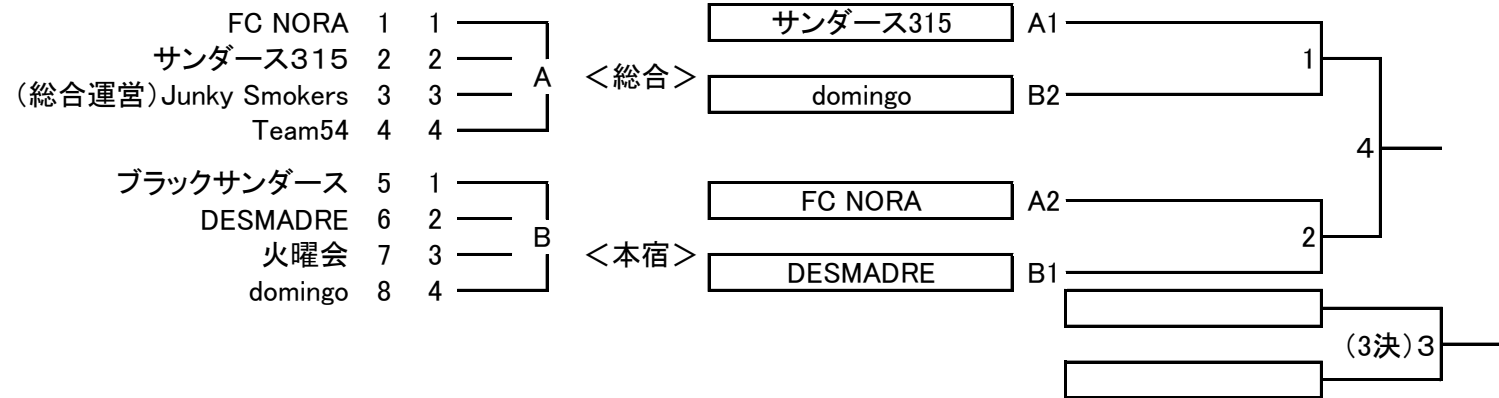 FC NORA 1 1 サンダース315 A1
サンダース３１５ 2 2 1
A ＜総合＞
（総合運営）Junky Smokers 3 3 domingo B2
Team54 4 4
4
ブラックサンダース 5 1 FC NORA A2
DESMADRE 6 2 2
B
火曜会 7 3 ＜本宿＞ DESMADRE B1
domingo 8 4
（3決）3